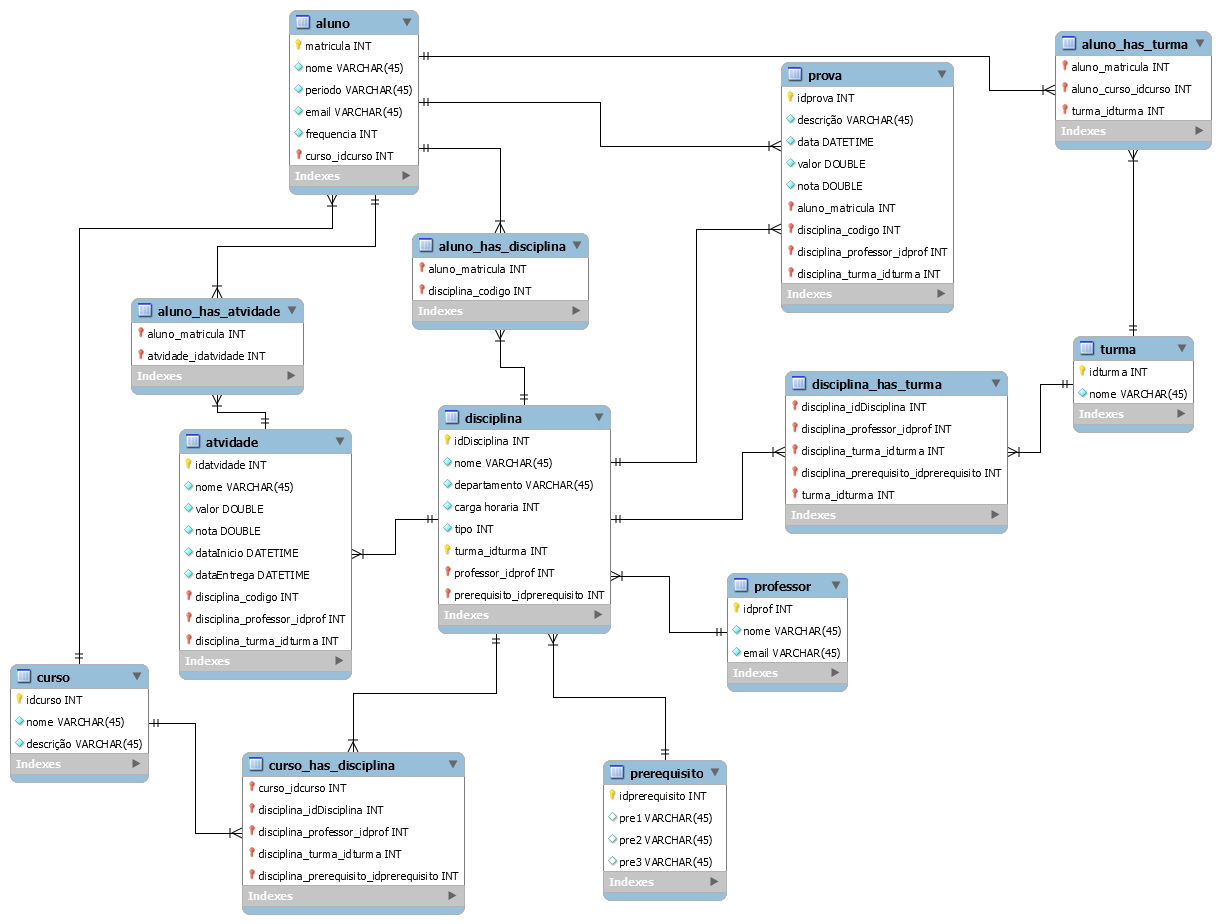 aluno
matricula INT
nome VARCHAR(45)
periodo VARCHAR(45)
email VARCHAR(45)
frequencia INT
curso_idcurso INT
Indexes
prova
idprova INT
descrição VARCHAR(45)
data DATETIME
valor DOUBLE
nota DOUBLE
aluno_matricula INT
disciplina_codigo INT
disciplina_professor_idprof INT
disciplina_turma_idturma INT
Indexes
aluno_has_turma
aluno_matricula INT
aluno_curso_idcurso INT
turma_idturma INT
Indexes
aluno_has_disciplina
aluno_matricula INT
disciplina_codigo INT
Indexes
aluno_has_atvidade
aluno_matricula INT
atvidade_idatvidade INT
Indexes
turma
idturma INT
nome VARCHAR(45)
Indexes
disciplina_has_turma
disciplina_idDisciplina INT
disciplina_professor_idprof INT
disciplina_turma_idturma INT
disciplina_prerequisito_idprerequisito INT
turma_idturma INT
Indexes
disciplina
idDisciplina INT
nome VARCHAR(45)
departamento VARCHAR(45)
carga horaria INT
tipo INT
turma_idturma INT
professor_idprof INT
prerequisito_idprerequisito INT
Indexes
atvidade
idatvidade INT
nome VARCHAR(45)
valor DOUBLE
nota DOUBLE
dataInicio DATETIME
dataEntrega DATETIME
disciplina_codigo INT
disciplina_professor_idprof INT
disciplina_turma_idturma INT
Indexes
professor
idprof INT
nome VARCHAR(45)
email VARCHAR(45)
Indexes
curso
idcurso INT
nome VARCHAR(45)
descrição VARCHAR(45)
Indexes
curso_has_disciplina
curso_idcurso INT
disciplina_idDisciplina INT
disciplina_professor_idprof INT
disciplina_turma_idturma INT
disciplina_prerequisito_idprerequisito INT
Indexes
prerequisito
idprerequisito INT
pre1 VARCHAR(45)
pre2 VARCHAR(45)
pre3 VARCHAR(45)
Indexes